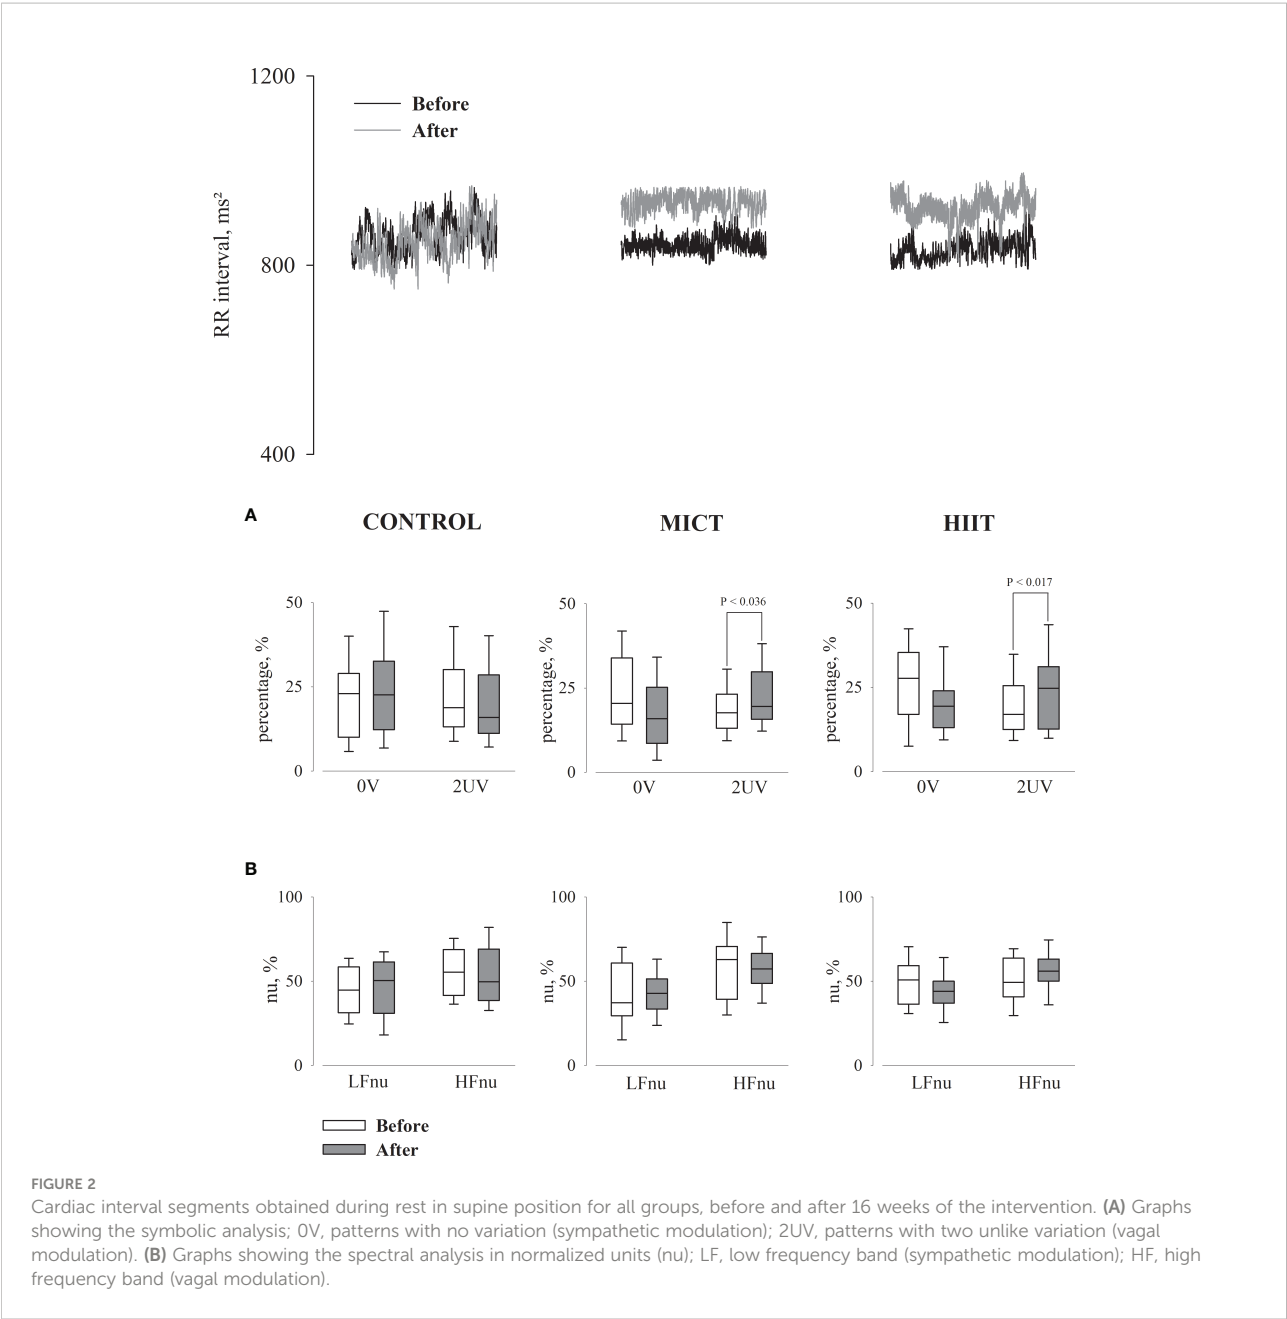 1200
Before
After
RR interval, ms²
800
400
A
CONTROL
MICT
HIIT
P < 0.036
P < 0.017
50
25
0
percentage, %
0V
2UV
50
25
0
percentage, %
0V
2UV
50
25
0
percentage, %
0V
2UV
B
100
50
0
nu, %
LFnu
HFnu
100
50
0
nu, %
LFnu
HFnu
100
50
0
nu, %
LFnu
HFnu
Before
After
FIGURE 2
Cardiac interval segments obtained during rest in supine position for all groups, before and after 16 weeks of the intervention. (A) Graphs
showing the symbolic analysis; 0V, patterns with no variation (sympathetic modulation); 2UV, patterns with two unlike variation (vagal
modulation). (B) Graphs showing the spectral analysis in normalized units (nu); LF, low frequency band (sympathetic modulation); HF, high
frequency band (vagal modulation).